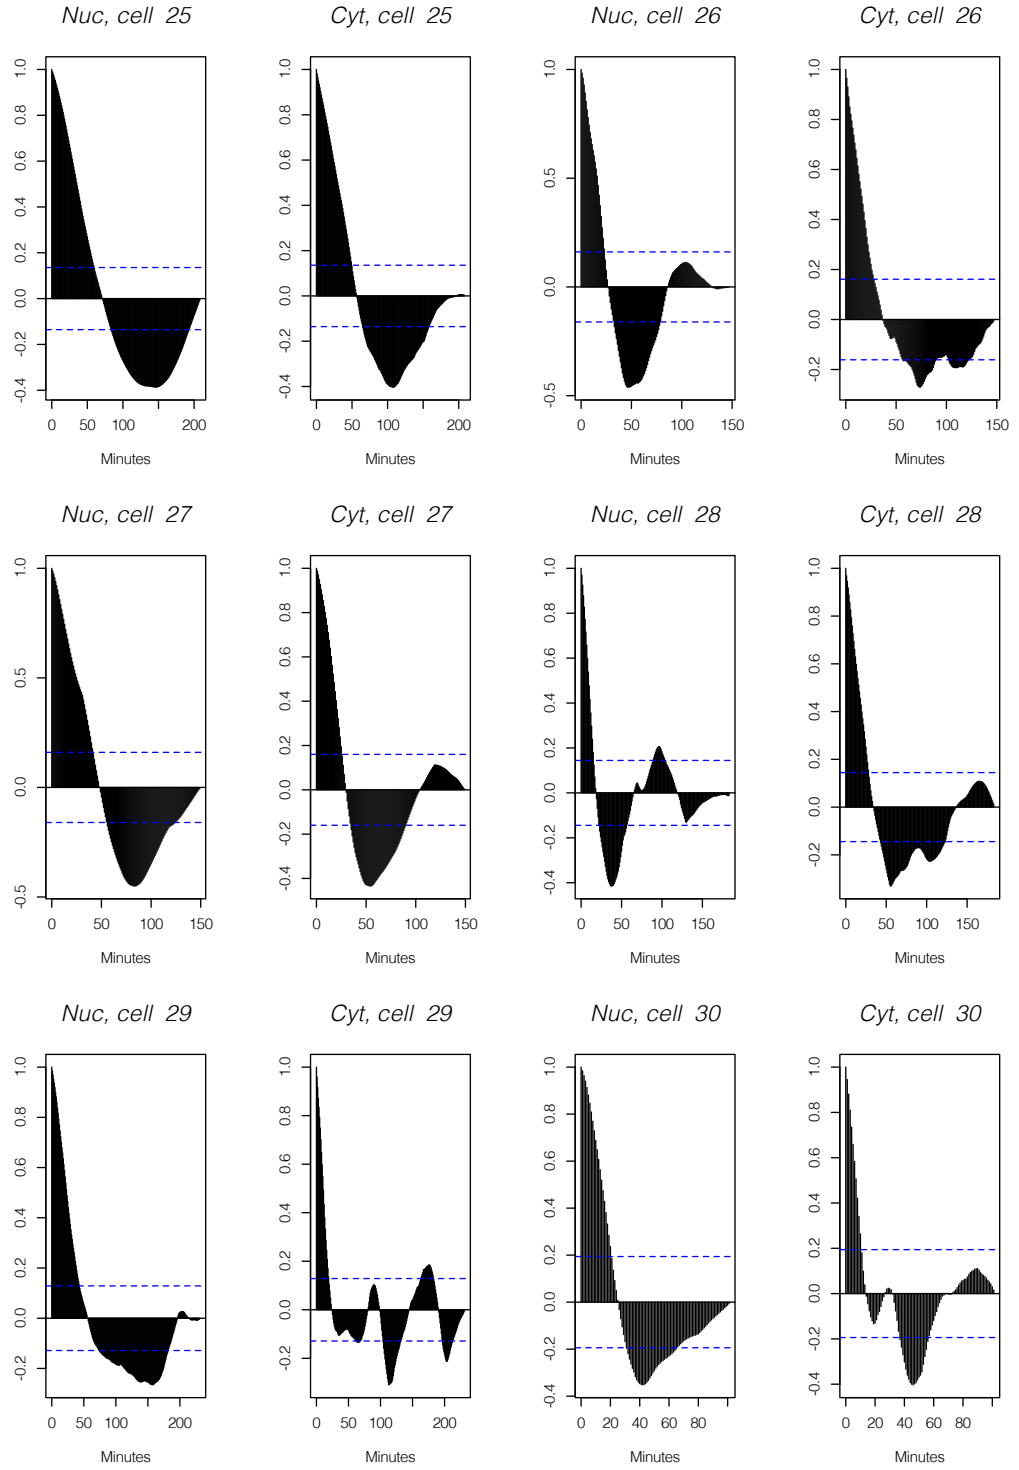 Nuc, cell 25
Cyt, cell 25
Nuc, cell 26
Cyt, cell 26
1.0
0.8
0.6
0.4
0.2
0.0
-0.2
-0.4
0 50 100 200
Minutes
1.0
0.8
0.6
0.4
0.2
0.0
-0.2
-0.4
0 50 100 200
Minutes
1.0
0.5
0.0
-0.5
0 50 100 150
Minutes
1.0
0.8
0.6
0.4
0.2
0.0
-0.2
0 50 100 150
Minutes
Nuc, cell 27
Cyt, cell 27
Nuc, cell 28
Cyt, cell 28
1.0
0.5
0.0
-0.5
0 50 100 150
Minutes
1.0
0.8
0.6
0.4
0.2
0.0
-0.2
-0.4
0 50 100 150
Minutes
1.0
0.8
0.6
0.4
0.2
0.0
-0.2
-0.4
0 50 100 150
Minutes
1.0
0.8
0.6
0.4
0.2
0.0
-0.2
0 50 100 150
Minutes
Nuc, cell 29
Cyt, cell 29
Nuc, cell 30
Cyt, cell 30
1.0
0.8
0.6
0.4
0.2
0.0
-0.2
0 50 100 200
Minutes
1.0
0.8
0.6
0.4
0.2
0.0
-0.2
0 50 100 200
Minutes
1.0
0.8
0.6
0.4
0.2
0.0
-0.2
-0.4
0 20 40 60 80
Minutes
1.0
0.8
0.6
0.4
0.2
0.0
-0.2
-0.4
0 20 40 60 80
Minutes